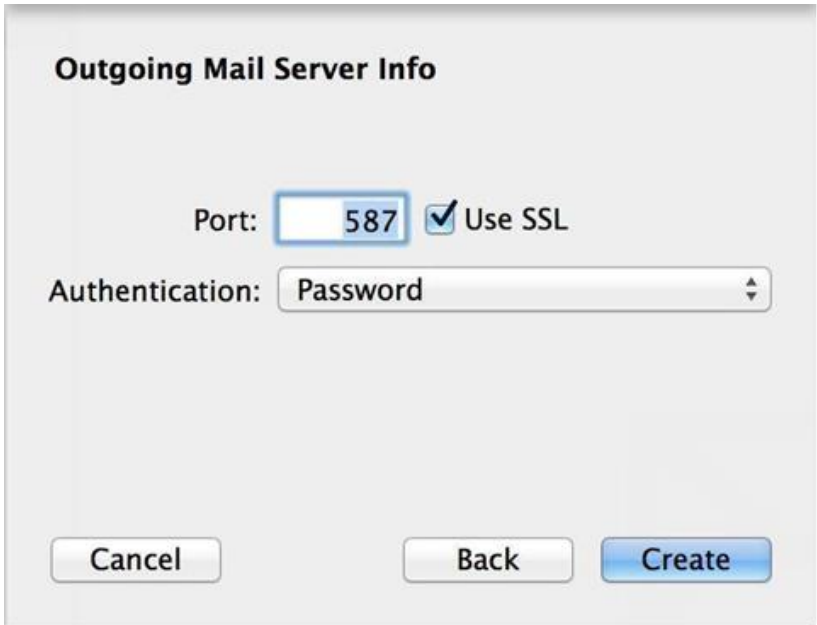 Outgoing Mail Server Info
Port: 587 Use SSL
Authentication: Password
Cancel Back Create